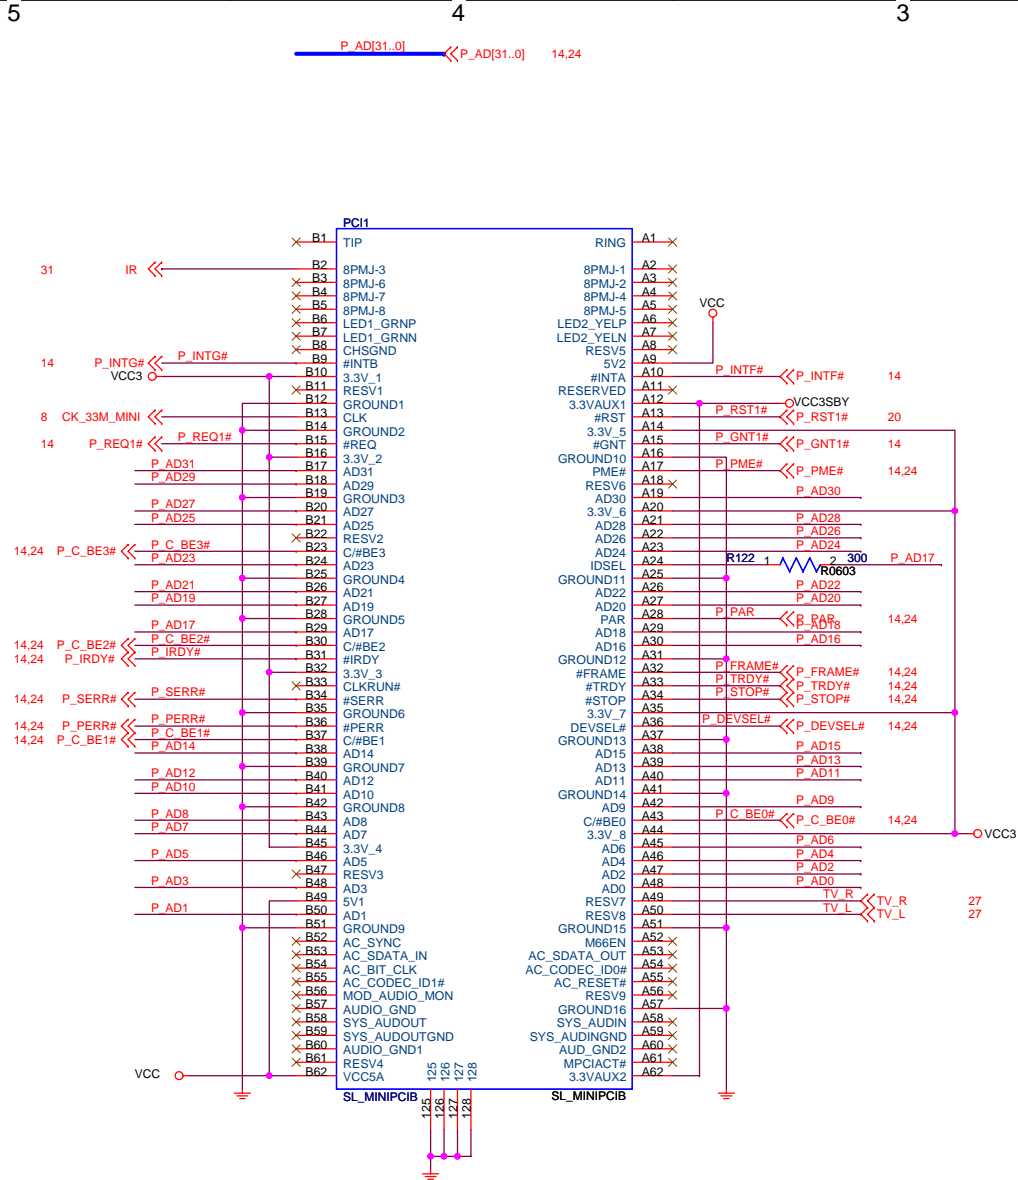 5 4 3
P_AD[31..0] P_AD[31..0] 14,24
PCI1
B1 TIP RING A1
31 IR B2 8PMJ-3 8PMJ-1 A2
B3 8PMJ-6 8PMJ-2 A3
B4 8PMJ-7 8PMJ-4 A4
B5 8PMJ-8 8PMJ-5 A5 VCC
B6 LED1_GRNP LED2_YELP A6
B7 LED1_GRNN LED2_YELN A7
B8 CHSGND RESV5 A8
14 P_INTG# P_INTG# B9 #INTB 5V2 A9
VCC3 B10 3.3V_1 #INTA A10 P_INTF# P_INTF# 14
B11 RESV1 RESERVED A11
B12 GROUND1 3.3VAUX1 A12 VCC3SBY
8 CK_33M_MINI B13 CLK #RST A13 P_RST1# P_RST1# 20
B14 GROUND2 3.3V_5 A14
14 P_REQ1# P_REQ1# B15 #REQ #GNT A15 P_GNT1# P_GNT1# 14
B16 3.3V_2 GROUND10 A16
P_AD31 B17 AD31 PME# A17 P_PME# P_PME# 14,24
P_AD29 B18 AD29 RESV6 A18
B19 GROUND3 AD30 A19 P_AD30
P_AD27 B20 AD27 3.3V_6 A20
P_AD25 B21 AD25 AD28 A21 P_AD28
B22 RESV2 AD26 A22 P_AD26
14,24 P_C_BE3# P_C_BE3# B23 C/#BE3 AD24 A23 P_AD24
P_AD23 B24 AD23 IDSEL A24 R122 1 2 300 R0603 P_AD17
B25 GROUND4 GROUND11 A25
P_AD21 B26 AD21 AD22 A26 P_AD22
P_AD19 B27 AD19 AD20 A27 P_AD20
B28 GROUND5 PAR A28 P_PAR P_PAR 14,24
P_AD17 B29 AD17 AD18 A29 P_AD18
14,24 P_C_BE2# P_C_BE2# B30 C/#BE2 AD16 A30 P_AD16
14,24 P_IRDY# P_IRDY# B31 #IRDY GROUND12 A31
B32 3.3V_3 #FRAME A32 P_FRAME# P_FRAME# 14,24
B33 CLKRUN# #TRDY A33 P_TRDY# P_TRDY# 14,24
14,24 P_SERR# P_SERR# B34 #SERR #STOP A34 P_STOP# P_STOP# 14,24
B35 GROUND6 3.3V_7 A35
14,24 P_PERR# P_PERR# B36 #PERR DEVSEL# A36 P_DEVSEL# P_DEVSEL# 14,24
14,24 P_C_BE1# P_C_BE1# B37 C/#BE1 GROUND13 A37
P_AD14 B38 AD14 AD15 A38 P_AD15
B39 GROUND7 AD13 A39 P_AD13
P_AD12 B40 AD12 AD11 A40 P_AD11
P_AD10 B41 AD10 GROUND14 A41
B42 GROUND8 AD9 A42 P_AD9
P_AD8 B43 AD8 C/#BE0 A43 P_C_BE0# P_C_BE0# 14,24
P_AD7 B44 AD7 3.3V_8 A44 VCC3
B45 3.3V_4 AD6 A45 P_AD6
P_AD5 B46 AD5 AD4 A46 P_AD4
B47 RESV3 AD2 A47 P_AD2
P_AD3 B48 AD3 AD0 A48 P_AD0
B49 5V1 RESV7 A49 TV_R TV_R 27
P_AD1 B50 AD1 RESV8 A50 TV_L TV_L 27
B51 GROUND9 GROUND15 A51
B52 AC_SYNC M66EN A52
B53 AC_SDATA_IN AC_SDATA_OUT A53
B54 AC_BIT_CLK AC_CODEC_ID0# A54
B55 AC_CODEC_ID1# AC_RESET# A55
B56 MOD_AUDIO_MON RESV9 A56
B57 AUDIO_GND GROUND16 A57
B58 SYS_AUDOUT SYS_AUDIN A58
B59 SYS_AUDOUTGND SYS_AUDINGND A59
B60 AUDIO_GND1 AUD_GND2 A60
B61 RESV4 MPCIACT# A61
VCC B62 VCC5A 125 126 127 128 3.3VAUX2 A62
SL_MINIPCIB SL_MINIPCIB
125 126 127 128